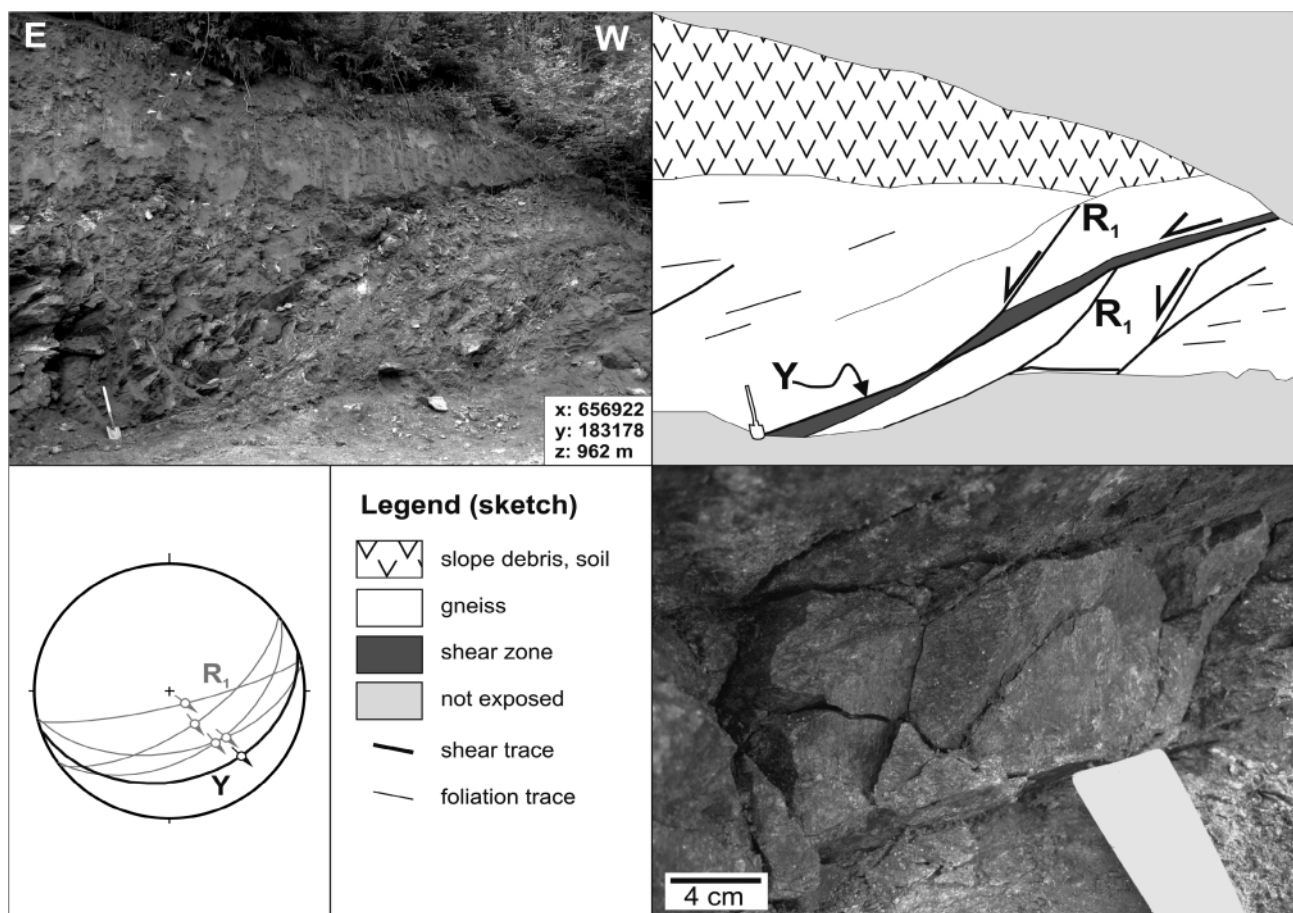 E
W
x: 656922
y: 183178
z: 962 m
R1
R1
Y
R1
Y
Legend (sketch)
slope debris, soil
gneiss
shear zone
not exposed
shear trace
foliation trace
4 cm